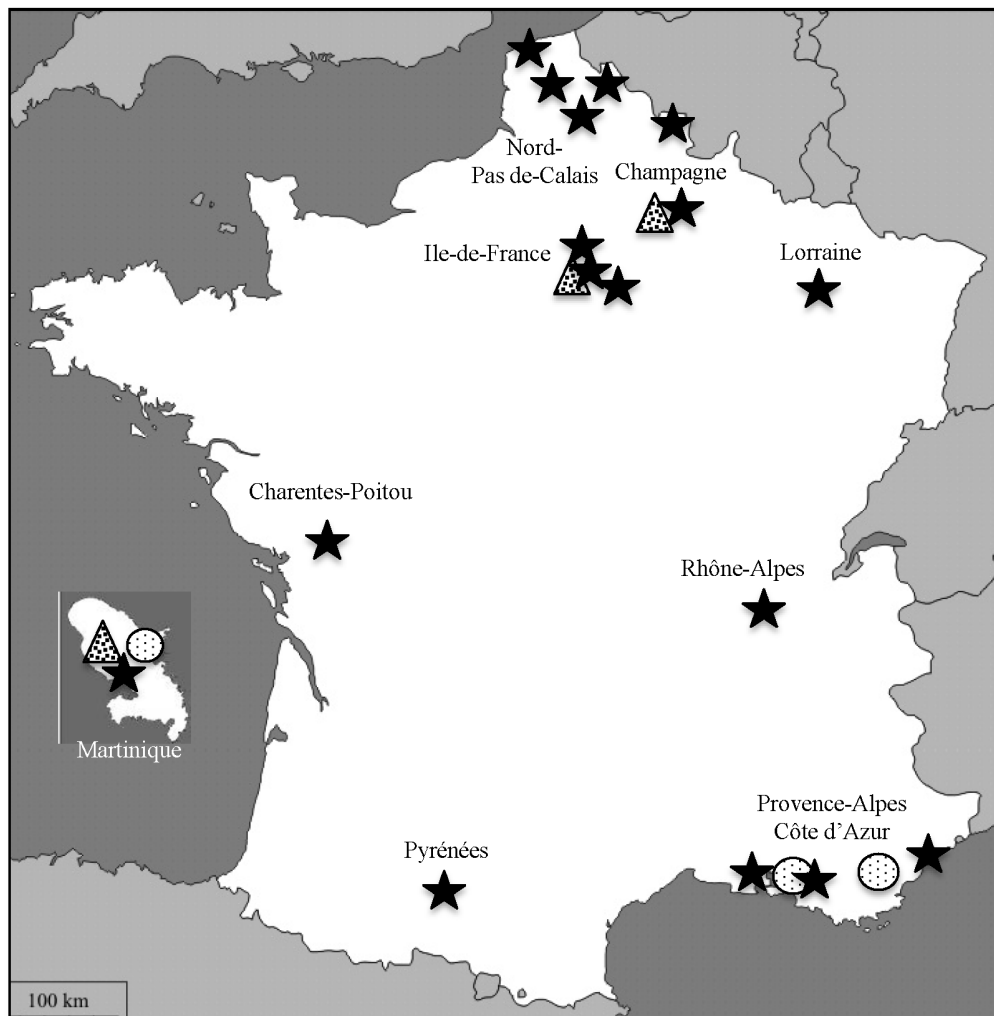 Nord-
Pas de-Calais
Champagne
Ile-de-France
Lorraine
Charentes-Poitou
Rhône-Alpes
Martinique
Provence-Alpes
Côte d'Azur
Pyrénées
100 km